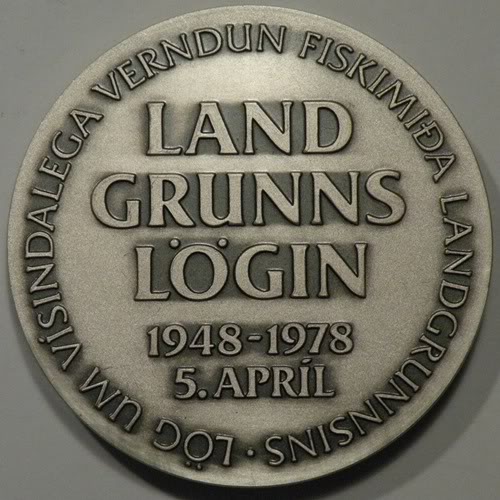 LAND
GRUNNS
LÖGIN
1948-1978
5. APRÍL
LÖG UM VÍSINDALEGA VERNDUN FISKIMIÐA LANDGRUNNSINS ·